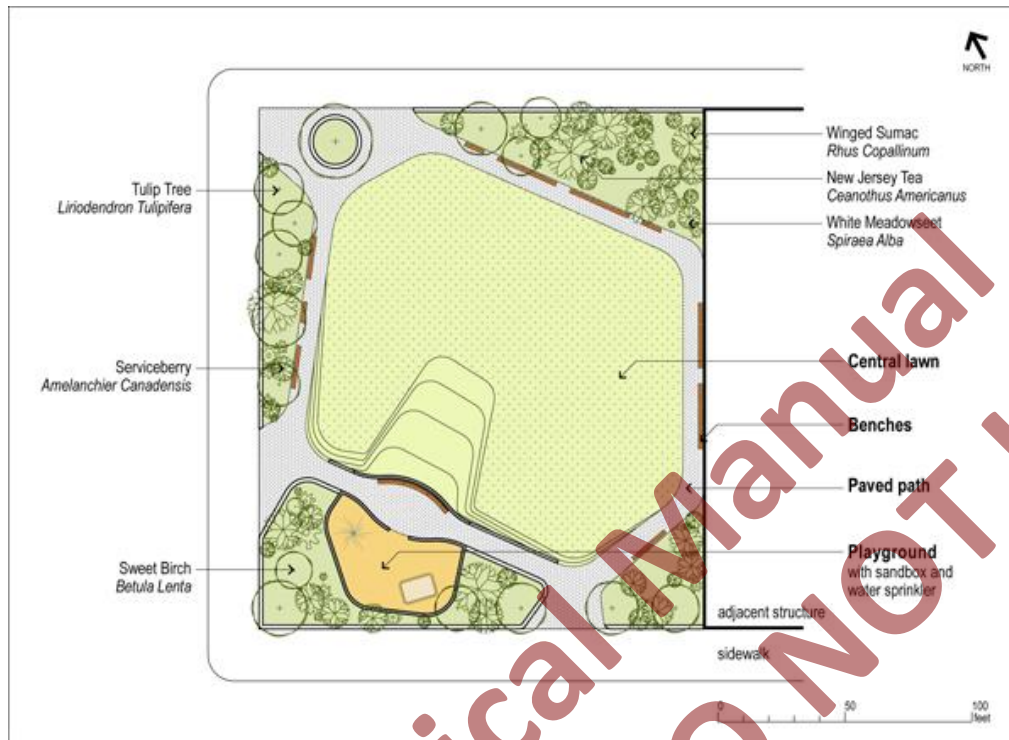 NORTH
Winged Sumac
Rhus Copallinum
New Jersey Tea
Ceanothus Americanus
White Meadowseet
Spiraea Alba
Tulip Tree
Liriodendron Tulipifera
Serviceberry
Amelanchier Canadensis
Central lawn
Benches
Paved path
Sweet Birch
Betula Lenta
Playground
with sandbox and
water sprinkler
adjacent structure
sidewalk
0 50 100
feet
ical Manual
DO NOT